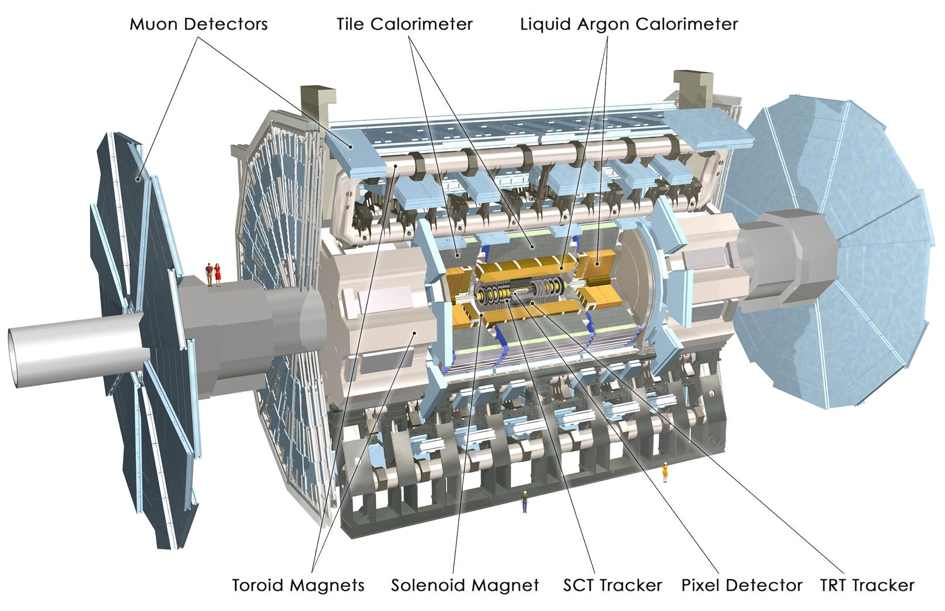 Muon Detectors
Tile Calorimeter
Liquid Argon Calorimeter
Toroid Magnets
Solenoid Magnet
SCT Tracker
Pixel Detector
TRT Tracker